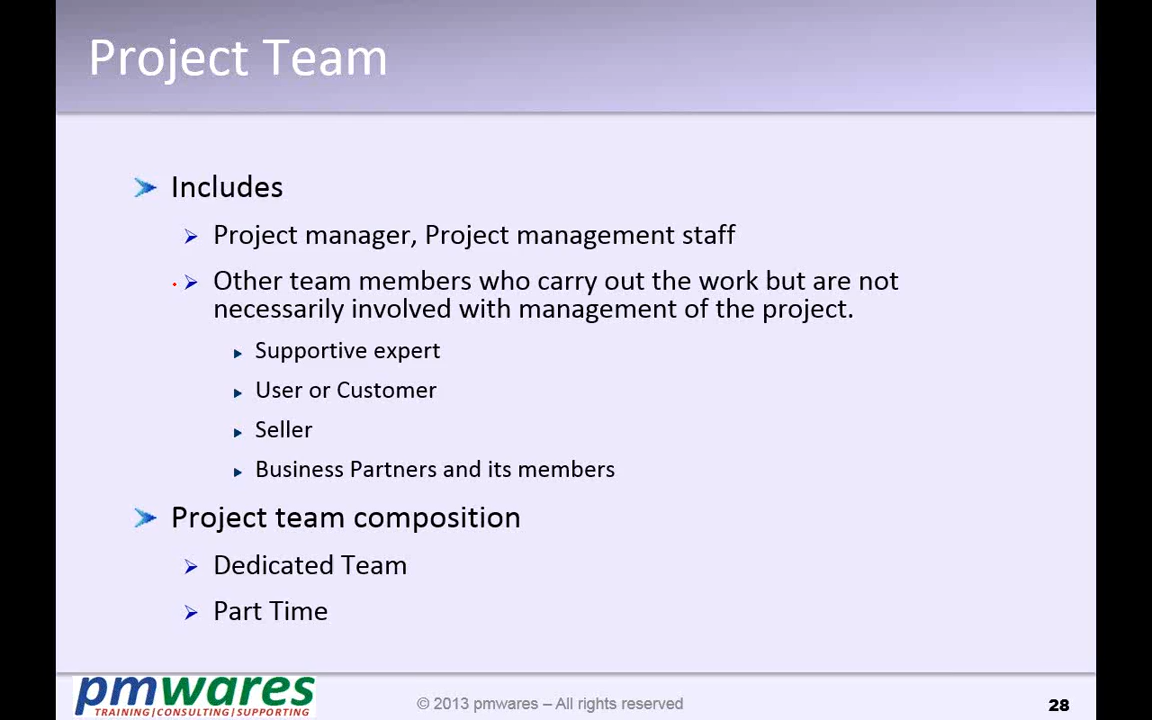 Project Team
Includes
Project manager, Project management staff
Other team members who carry out the work but are not
necessarily involved with management of the project.
Supportive expert
User or Customer
Seller
Business Partners and its members
Project team composition
Dedicated Team
Part Time
pmwares
TRAINING|CONSULTING|SUPPORTING
© 2013 pmwares – All rights reserved
28